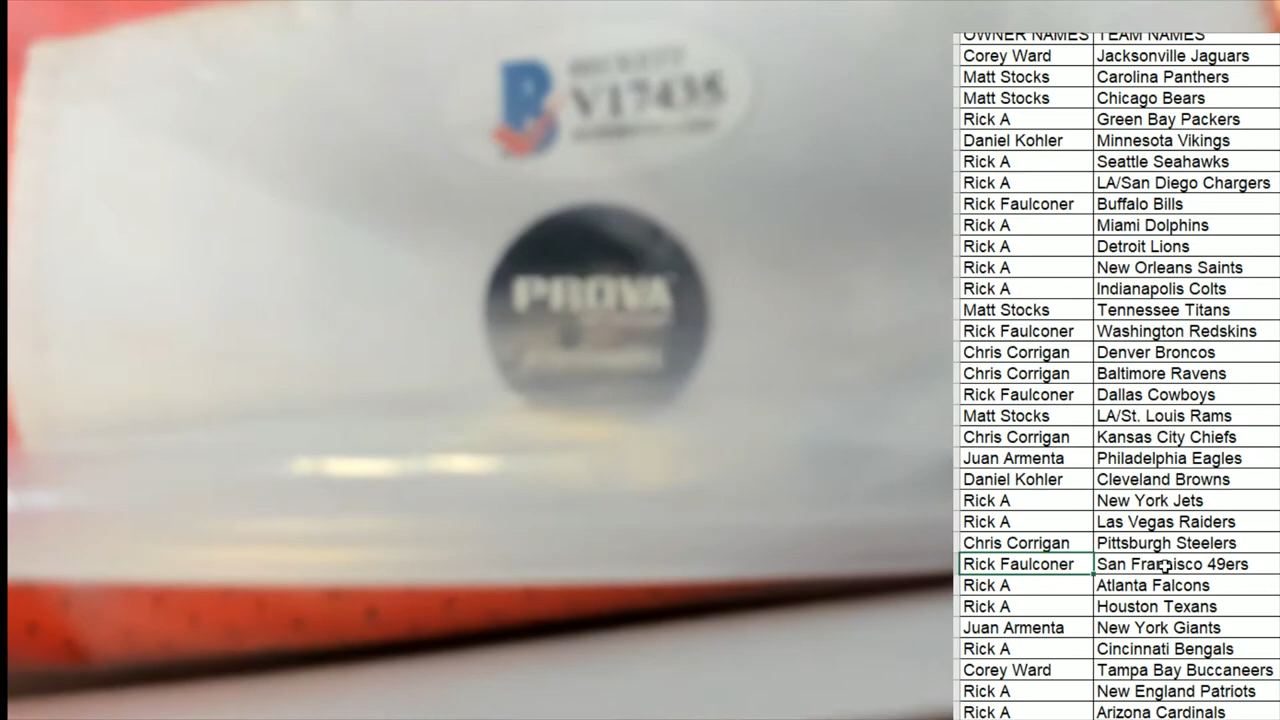 BECKETT
V17435
PROVA
OWNER NAMES TEAM NAMES
Corey Ward Jacksonville Jaguars
Matt Stocks Carolina Panthers
Matt Stocks Chicago Bears
Rick A Green Bay Packers
Daniel Kohler Minnesota Vikings
Rick A Seattle Seahawks
Rick A LA/San Diego Chargers
Rick Faulconer Buffalo Bills
Rick A Miami Dolphins
Rick A Detroit Lions
Rick A New Orleans Saints
Rick A Indianapolis Colts
Matt Stocks Tennessee Titans
Rick Faulconer Washington Redskins
Chris Corrigan Denver Broncos
Chris Corrigan Baltimore Ravens
Rick Faulconer Dallas Cowboys
Matt Stocks LA/St. Louis Rams
Chris Corrigan Kansas City Chiefs
Juan Armenta Philadelphia Eagles
Daniel Kohler Cleveland Browns
Rick A New York Jets
Rick A Las Vegas Raiders
Chris Corrigan Pittsburgh Steelers
Rick Faulconer San Francisco 49ers
Rick A Atlanta Falcons
Rick A Houston Texans
Juan Armenta New York Giants
Rick A Cincinnati Bengals
Corey Ward Tampa Bay Buccaneers
Rick A New England Patriots
Rick A Arizona Cardinals